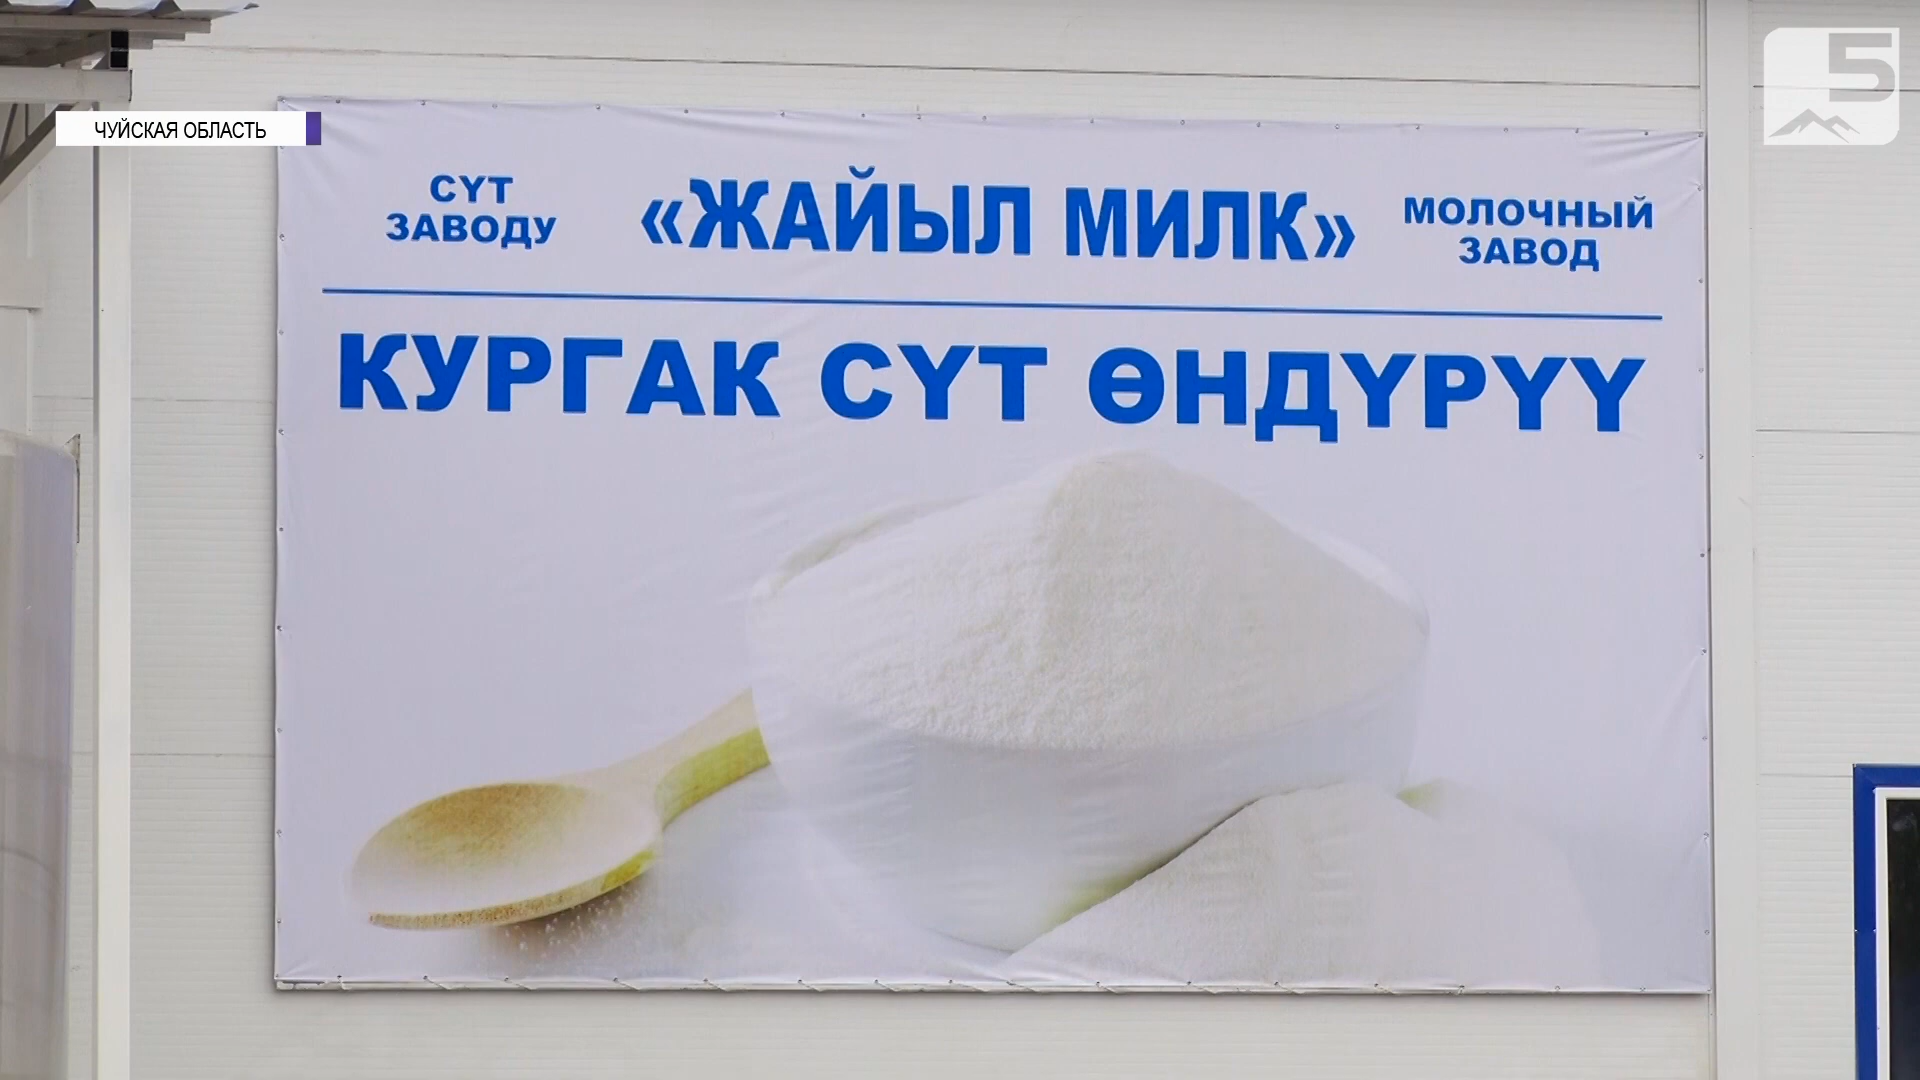 5
ЧУЙСКАЯ ОБЛАСТЬ
СҮТ
ЗАВОДУ
«ЖАЙЫЛ МИЛК»
МОЛОЧНЫЙ
ЗАВОД
КУРГАК СҮТ ӨНДҮРҮҮ